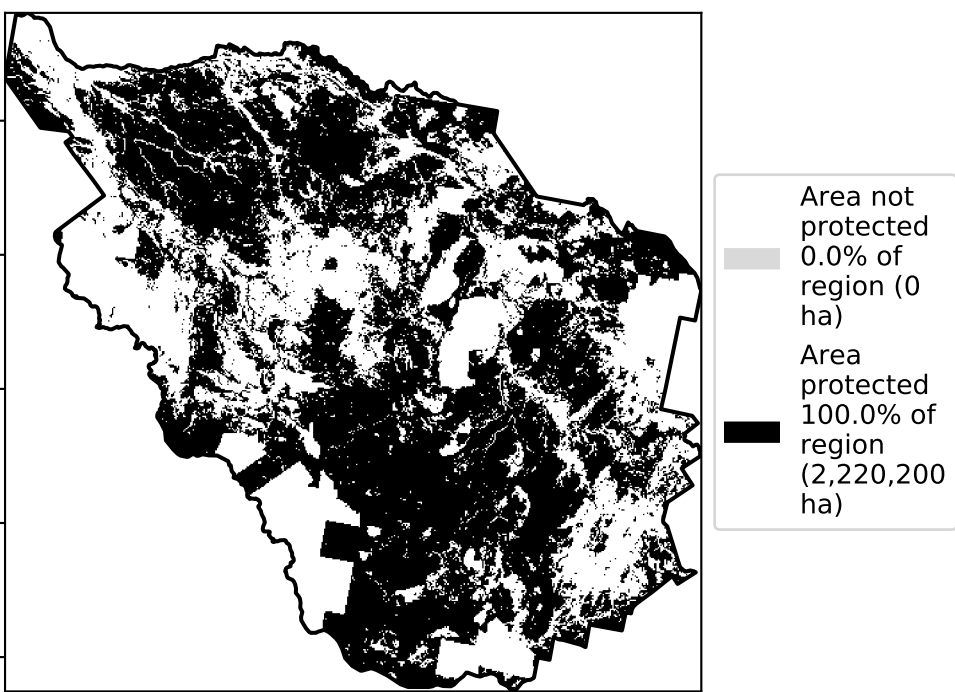 Area not
protected
0.0% of
region (0
ha)
Area
protected
100.0% of
region
(2,220,200
ha)